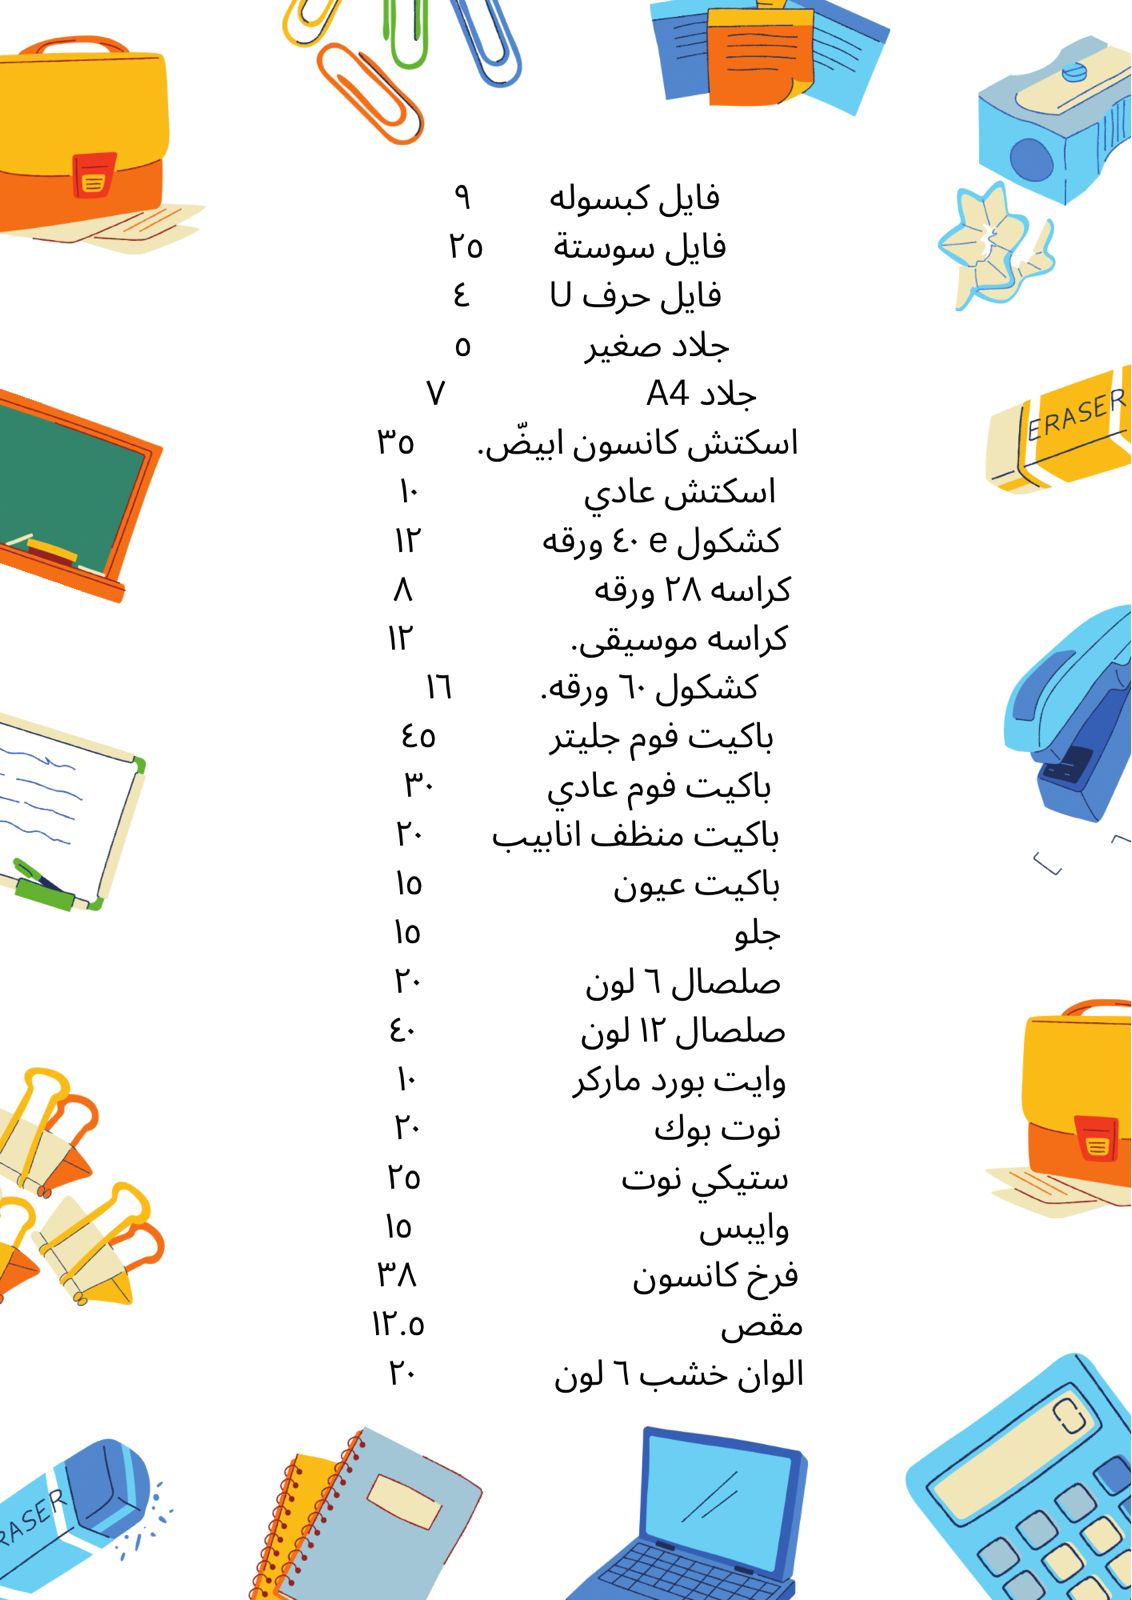 فايل كبسوله ٩
فايل سوستة ٢٥
فايل حرف U ٤
جلاد صغير ٥
جلاد A4 ٧
اسكتش كانسون ابيضّ. ٣٥
اسكتش عادي ١٠
كشكول e ٤٠ ورقه ١٢
كراسه ٢٨ ورقه ٨
كراسه موسيقى. ١٢
كشكول ٦٠ ورقه. ١٦
باكيت فوم جليتر ٤٥
باكيت فوم عادي ٣٠
باكيت منظف انابيب ٢٠
باكيت عيون ١٥
جلو ١٥
صلصال ٦ لون ٢٠
صلصال ١٢ لون ٤٠
وايت بورد ماركر ١٠
نوت بوك ٢٠
ستيكي نوت ٢٥
وايبس ١٥
فرخ كانسون ٣٨
مقص ١٢.٥
الوان خشب ٦ لون ٢٠
ERASER
RASER